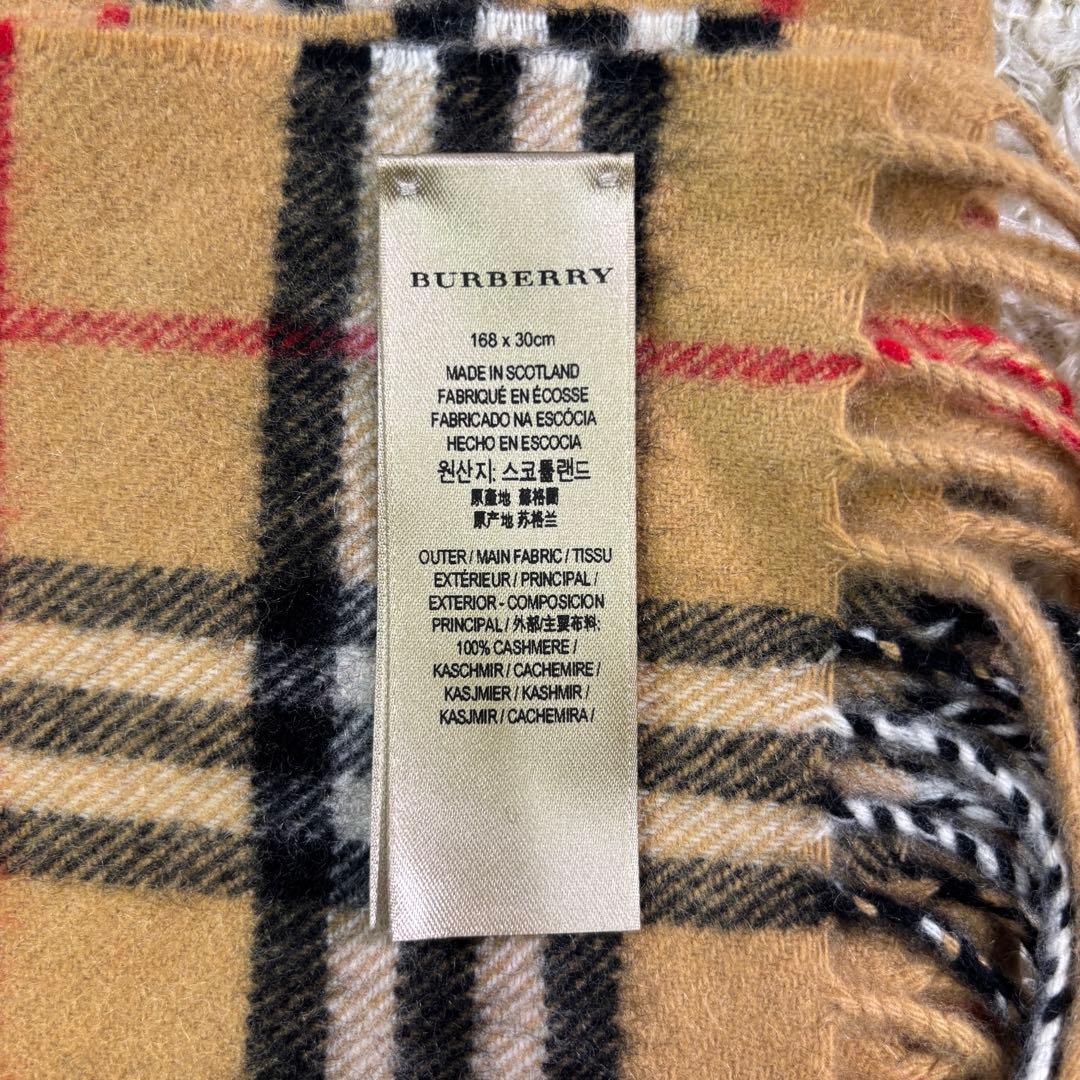 BURBERRY
168 x 30cm
MADE IN SCOTLAND
FABRIQUÉ EN ÉCOSSE
FABRICADO NA ESCÓCIA
HECHO EN ESCOCIA
원산지: 스코틀랜드
原產地 蘇格蘭
原产地 苏格兰
OUTER / MAIN FABRIC / TISSU
EXTÉRIEUR / PRINCIPAL /
EXTERIOR - COMPOSICION
PRINCIPAL / 外部/主要布料:
100% CASHMERE /
KASCHMIR / CACHEMIRE /
KASJMIER / KASHMIR /
KASJMIR / CACHEMIRA /